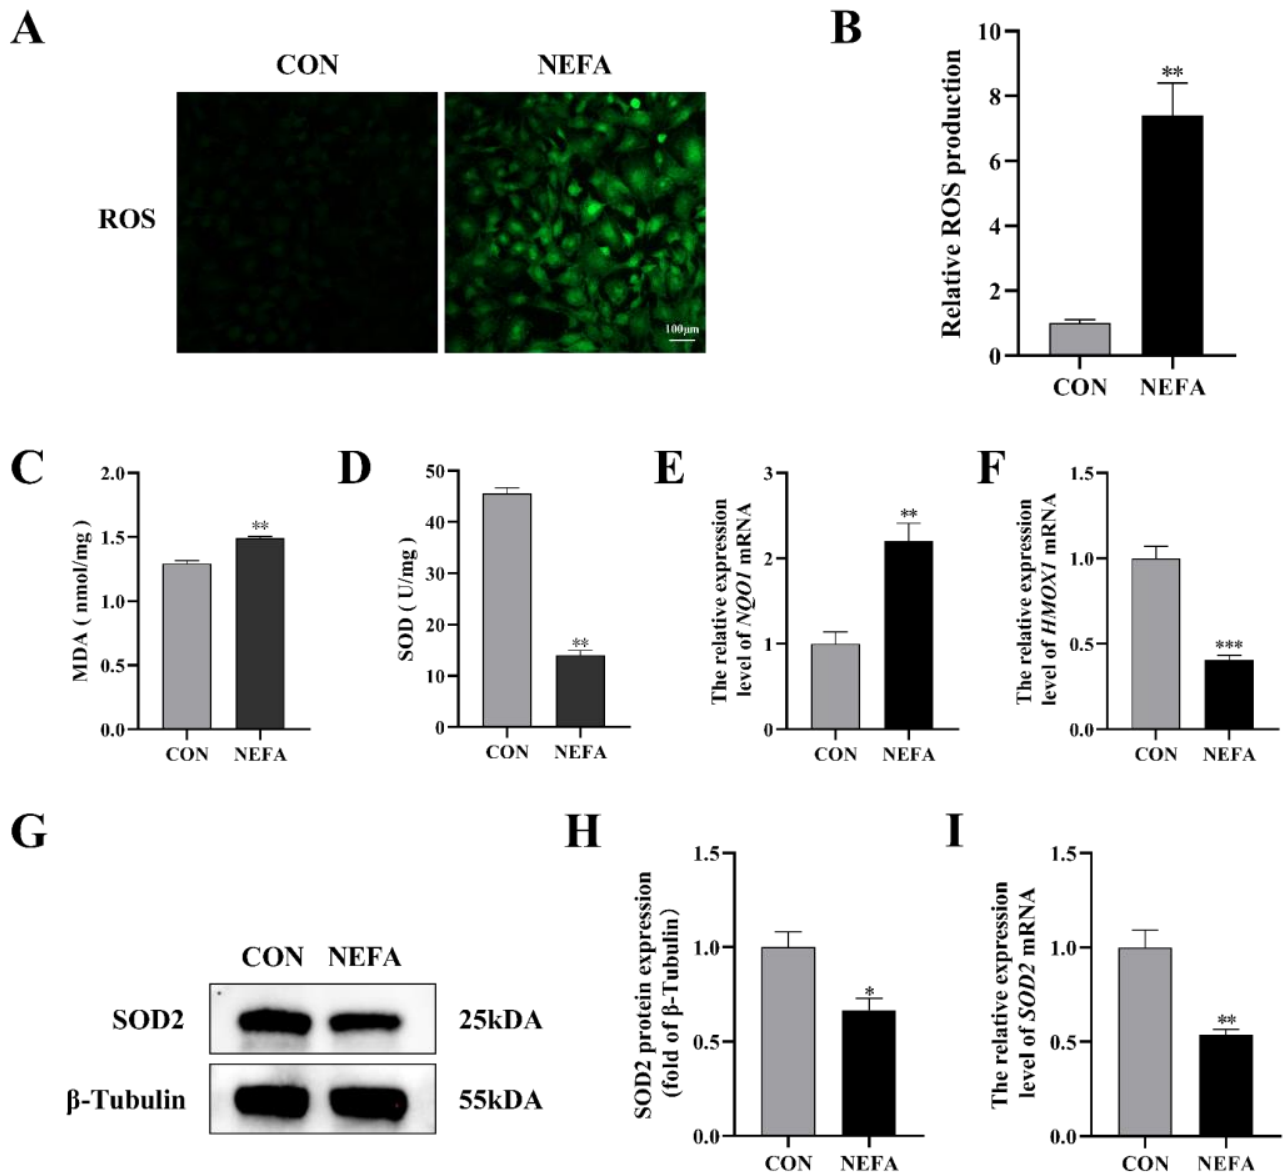 A
CON NEFA
ROS
100μm
B
Relative ROS production
10
8
6
4
2
0
**
CON NEFA
C
MDA ( nmol/mg )
2.0
1.5
1.0
0.5
0.0
**
CON NEFA
D
SOD ( U/mg )
50
40
30
20
10
0
**
CON NEFA
E
The relative expression
level of NQO1 mRNA
3
2
1
0
**
CON NEFA
F
The relative expression
level of HMOX1 mRNA
1.5
1.0
0.5
0.0
***
CON NEFA
G
CON NEFA
SOD2 25kDA
β-Tubulin 55kDA
H
SOD2 protein expression
(fold of β-Tubulin)
1.5
1.0
0.5
0.0
*
CON NEFA
I
The relative expression
level of SOD2 mRNA
1.5
1.0
0.5
0.0
**
CON NEFA